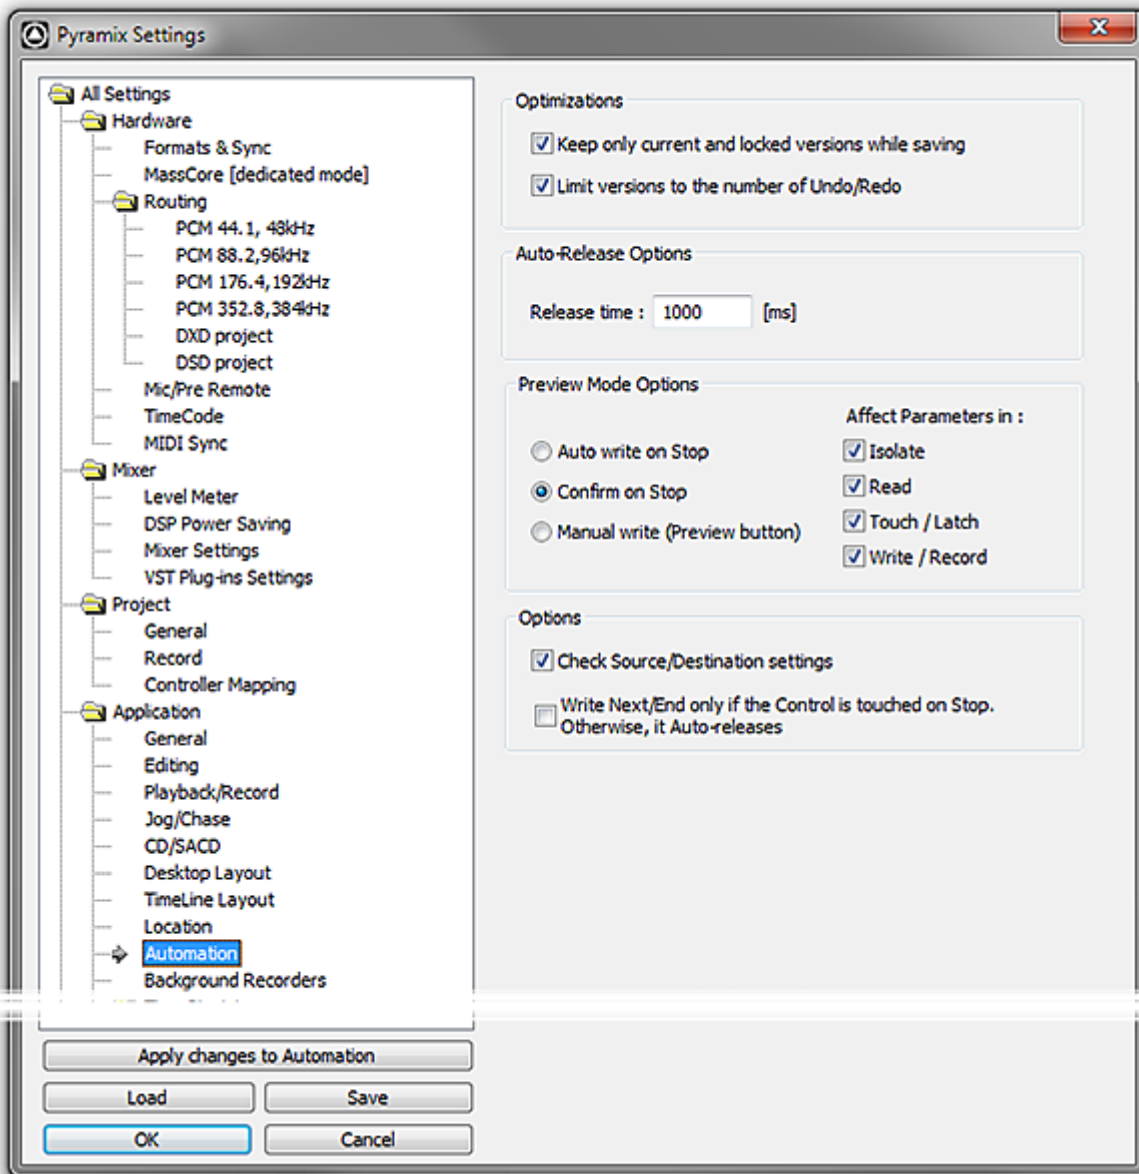 Pyramix Settings
All Settings
Hardware
Formats & Sync
MassCore [dedicated mode]
Routing
PCM 44.1, 48kHz
PCM 88.2,96kHz
PCM 176.4,192kHz
PCM 352.8,384kHz
DXD project
DSD project
Mic/Pre Remote
TimeCode
MIDI Sync
Mixer
Level Meter
DSP Power Saving
Mixer Settings
VST Plug-ins Settings
Project
General
Record
Controller Mapping
Application
General
Editing
Playback/Record
Jog/Chase
CD/SACD
Desktop Layout
TimeLine Layout
Location
Automation
Background Recorders
Apply changes to Automation
Load
Save
OK
Cancel
Optimizations
Keep only current and locked versions while saving
Limit versions to the number of Undo/Redo
Auto-Release Options
Release time : 1000 [ms]
Preview Mode Options
Auto write on Stop
Confirm on Stop
Manual write (Preview button)
Affect Parameters in :
Isolate
Read
Touch / Latch
Write / Record
Options
Check Source/Destination settings
Write Next/End only if the Control is touched on Stop.
Otherwise, it Auto-releases